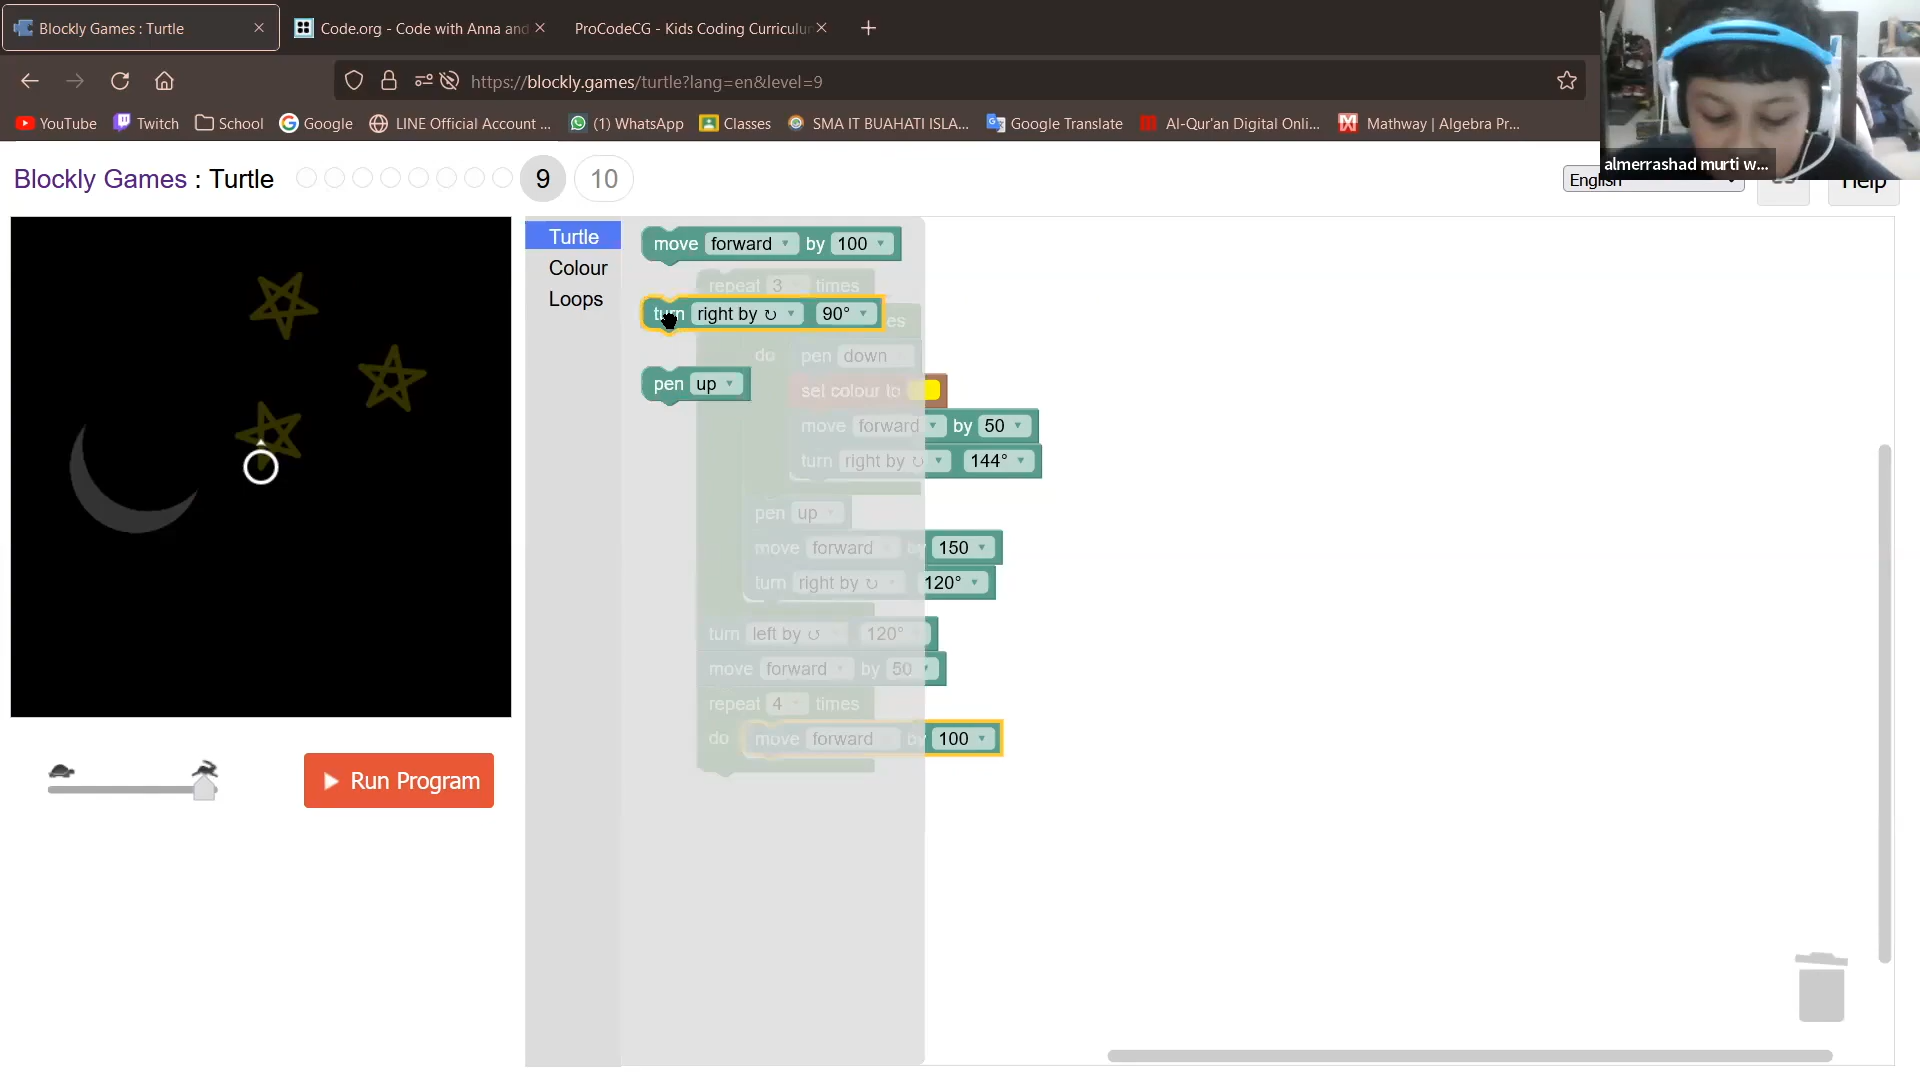 Blockly Games : Turtle
Code.org - Code with Anna and
ProCodeCG - Kids Coding Curriculur
https://blockly.games/turtle?lang=en&level=9
YouTube
Twitch
School
Google
LINE Official Account ...
(1) WhatsApp
Classes
SMA IT BUAHATI ISLA...
Google Translate
Al-Qur'an Digital Onli...
Mathway | Algebra Pr...
almerrashad murti w...
Blockly Games : Turtle
9
10
English
Help
Turtle
Colour
Loops
move forward by 100
repeat 3 times
turn right by ↻ 90°
es
do
pen down
pen up
set colour to
move forward by 50
turn right by ↻ 144°
pen up
move forward by 150
turn right by ↻ 120°
turn left by ↺ 120°
move forward by 50
repeat 4 times
do move forward by 100
Run Program